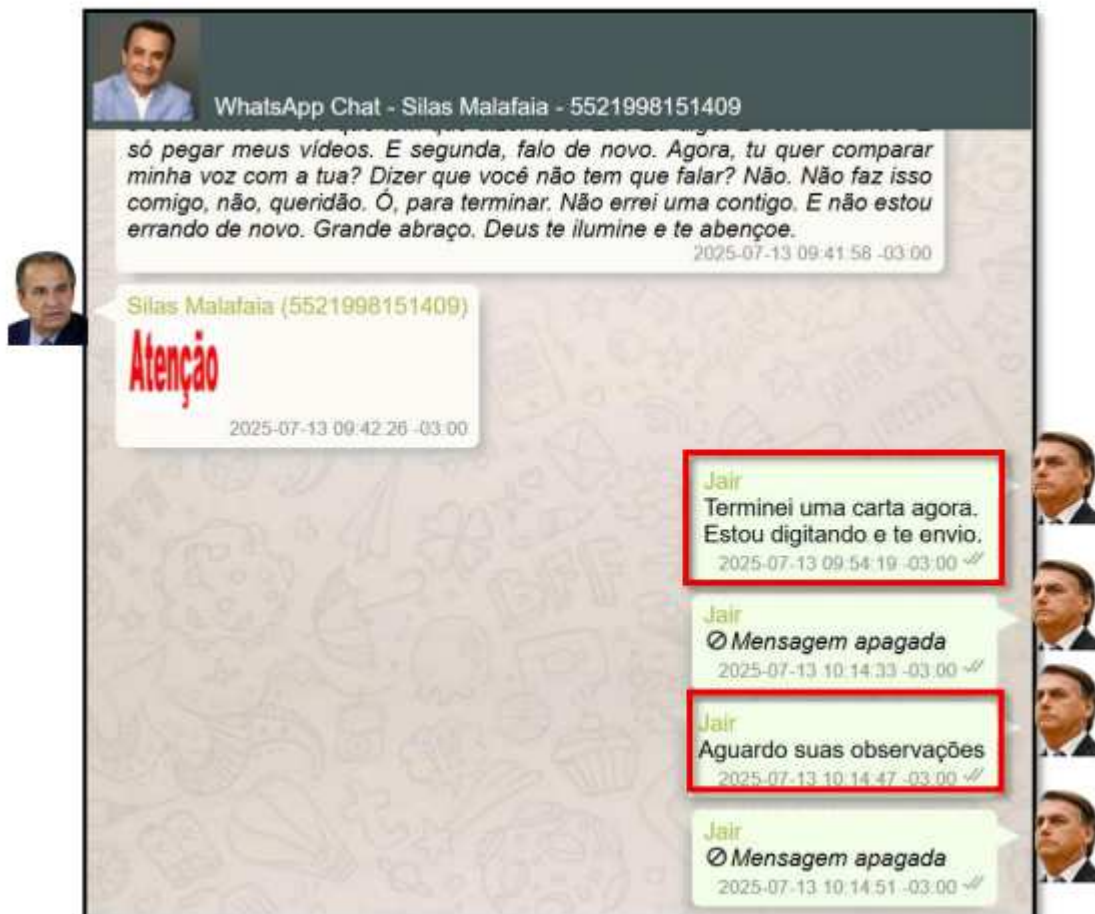 WhatsApp Chat - Silas Malafaia - 5521998151409
só pegar meus vídeos. E segunda, falo de novo. Agora, tu quer comparar
minha voz com a tua? Dizer que você não tem que falar? Não. Não faz isso
comigo, não, queridão. Ó, para terminar. Não errei uma contigo. E não estou
errando de novo. Grande abraço. Deus te ilumine e te abençoe.
2025-07-13 09:41:58 -03:00
Silas Malafaia (5521998151409)
Atenção
2025-07-13 09:42:26 -03:00
Jair
Terminei uma carta agora.
Estou digitando e te envio.
2025-07-13 09:54:19 -03:00
Jair
Mensagem apagada
2025-07-13 10:14:33 -03:00
Jair
Aguardo suas observações
2025-07-13 10:14:47 -03:00
Jair
Mensagem apagada
2025-07-13 10:14:51 -03:00